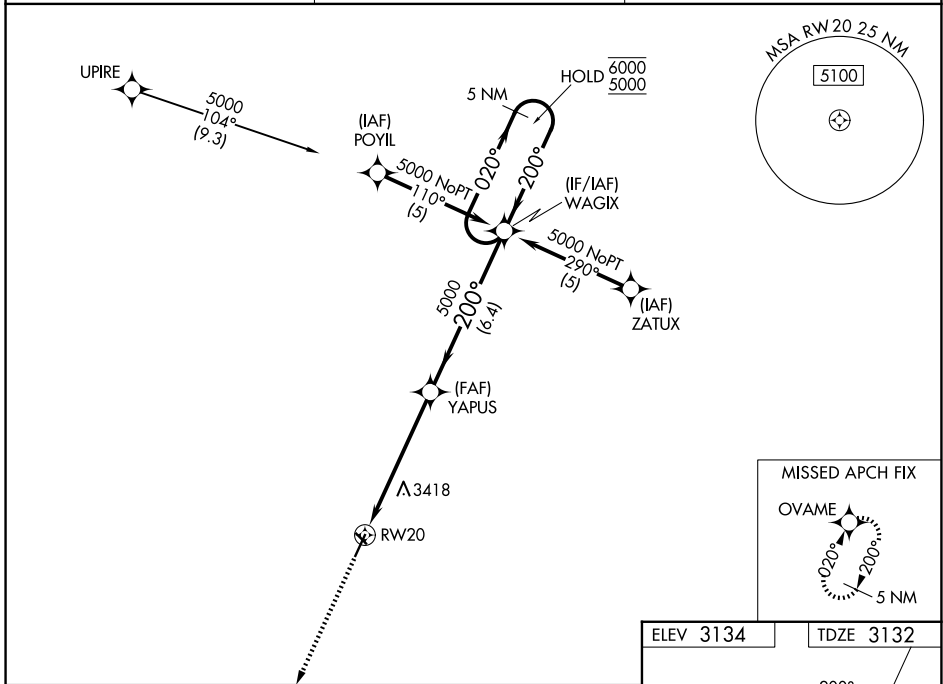 MSA RW20 25 NM
5100
UPIRE
5000
104°
(9.3)
(IAF)
POYIL
5000 NoPT
110°
(5)
5 NM
HOLD 6000
5000
020°
200°
(IF/IAF)
WAGIX
5000 NoPT
290°
(5)
(IAF)
ZATUX
5000
200°
(6.4)
(FAF)
YAPUS
3418
RW20
MISSED APCH FIX
OVAME
020°
200°
5 NM
ELEV 3134
TDZE 3132